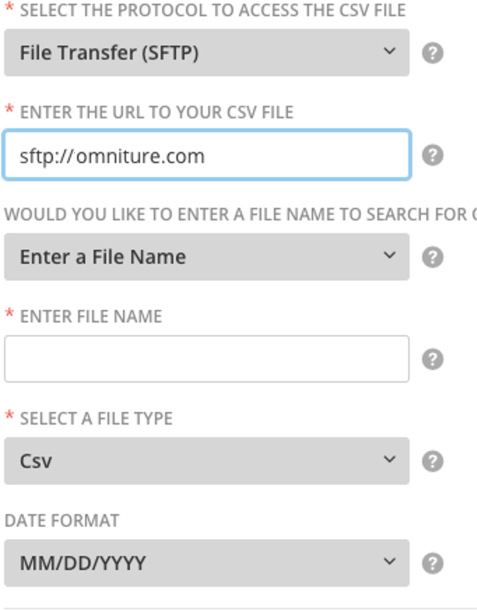 * SELECT THE PROTOCOL TO ACCESS THE CSV FILE
File Transfer (SFTP)
?
* ENTER THE URL TO YOUR CSV FILE
sftp://omniture.com
?
WOULD YOU LIKE TO ENTER A FILE NAME TO SEARCH FOR
Enter a File Name
?
* ENTER FILE NAME
?
* SELECT A FILE TYPE
Csv
?
DATE FORMAT
MM/DD/YYYY
?